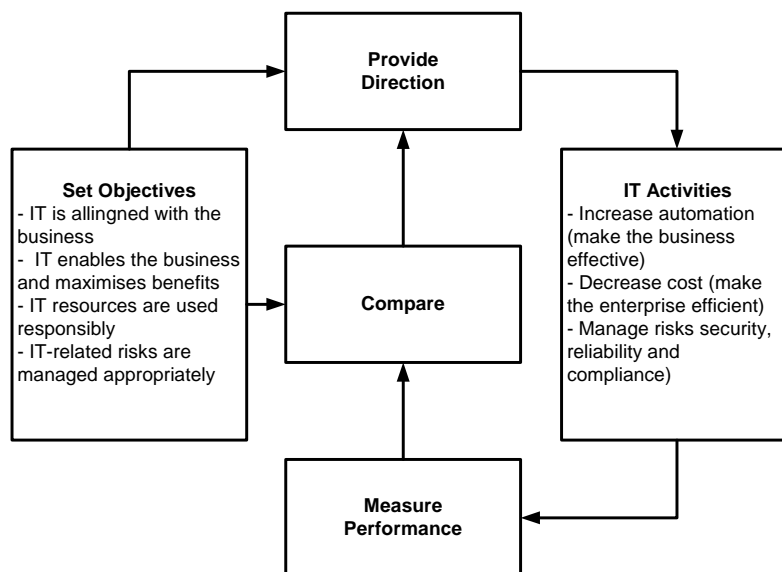 Provide
Direction
Set Objectives
- IT is allingned with the
business
-  IT enables the business
and maximises benefits
- IT resources are used
responsibly
- IT-related risks are
managed appropriately
Compare
IT Activities
- Increase automation
(make the business
effective)
- Decrease cost (make
the enterprise efficient)
- Manage risks security,
reliability and
compliance)
Measure
Performance